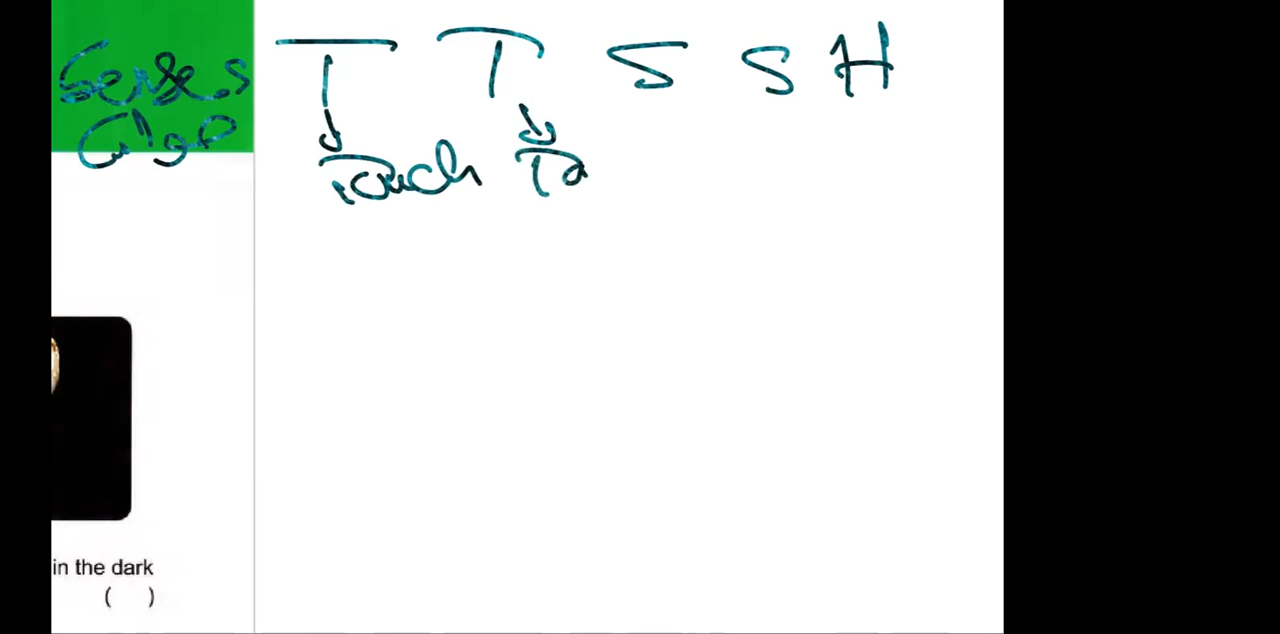 Senses
T T S S H
Touch Ta
in the dark
( )